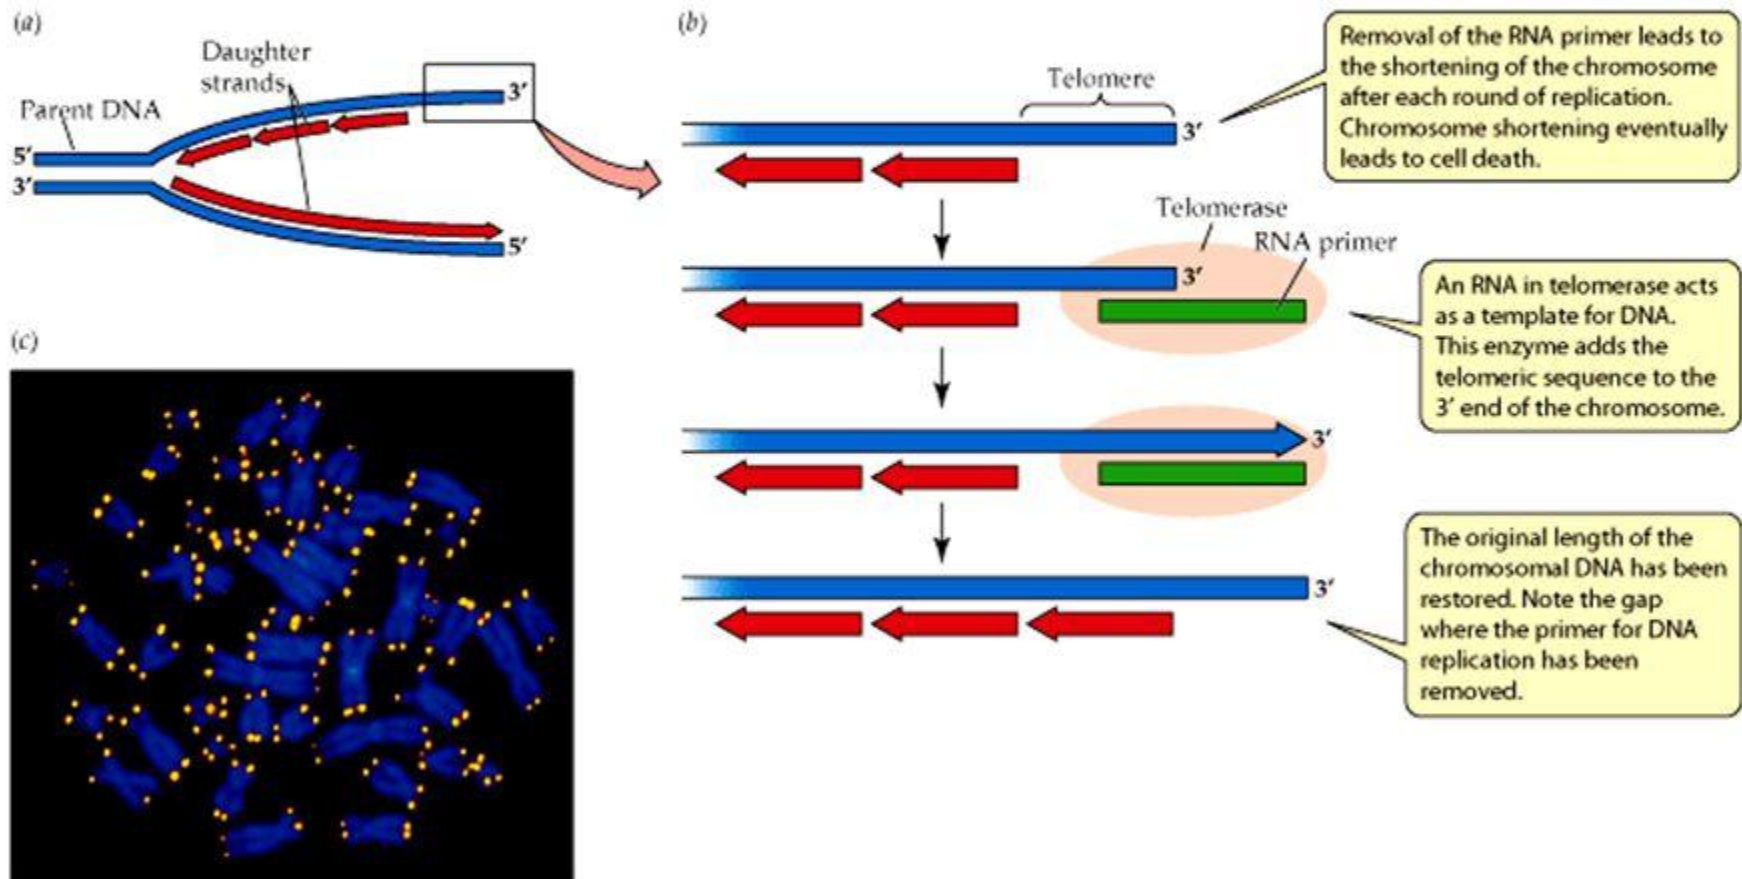 (a)
Daughter
strands
3′
Parent DNA
5′
3′
5′
(b)
Telomere
3′
Removal of the RNA primer leads to
the shortening of the chromosome
after each round of replication.
Chromosome shortening eventually
leads to cell death.
Telomerase
RNA primer
3′
An RNA in telomerase acts
as a template for DNA.
This enzyme adds the
telomeric sequence to the
3′ end of the chromosome.
3′
The original length of the
chromosomal DNA has been
restored. Note the gap
where the primer for DNA
replication has been
removed.
3′
(c)